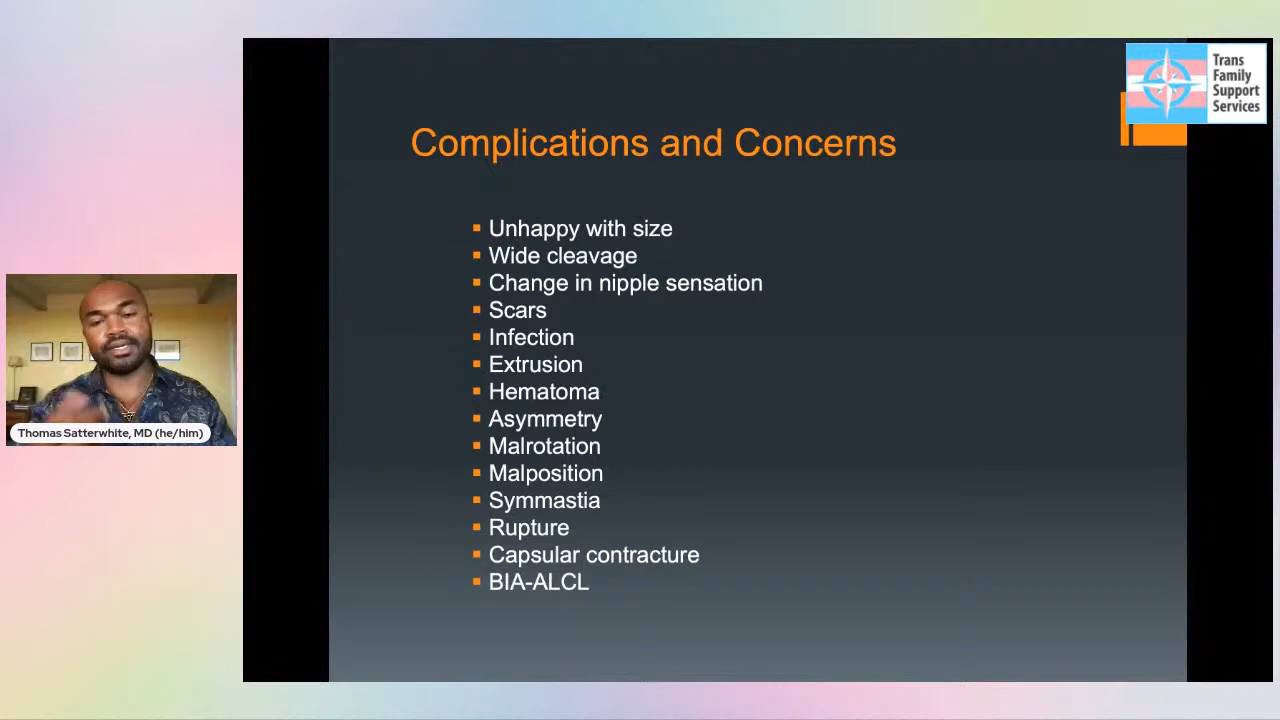 Trans
Family
Support
Services
Complications and Concerns
Unhappy with size
Wide cleavage
Change in nipple sensation
Scars
Infection
Extrusion
Hematoma
Asymmetry
Malrotation
Malposition
Symmastia
Rupture
Capsular contracture
BIA-ALCL
Thomas Satterwhite, MD (he/him)